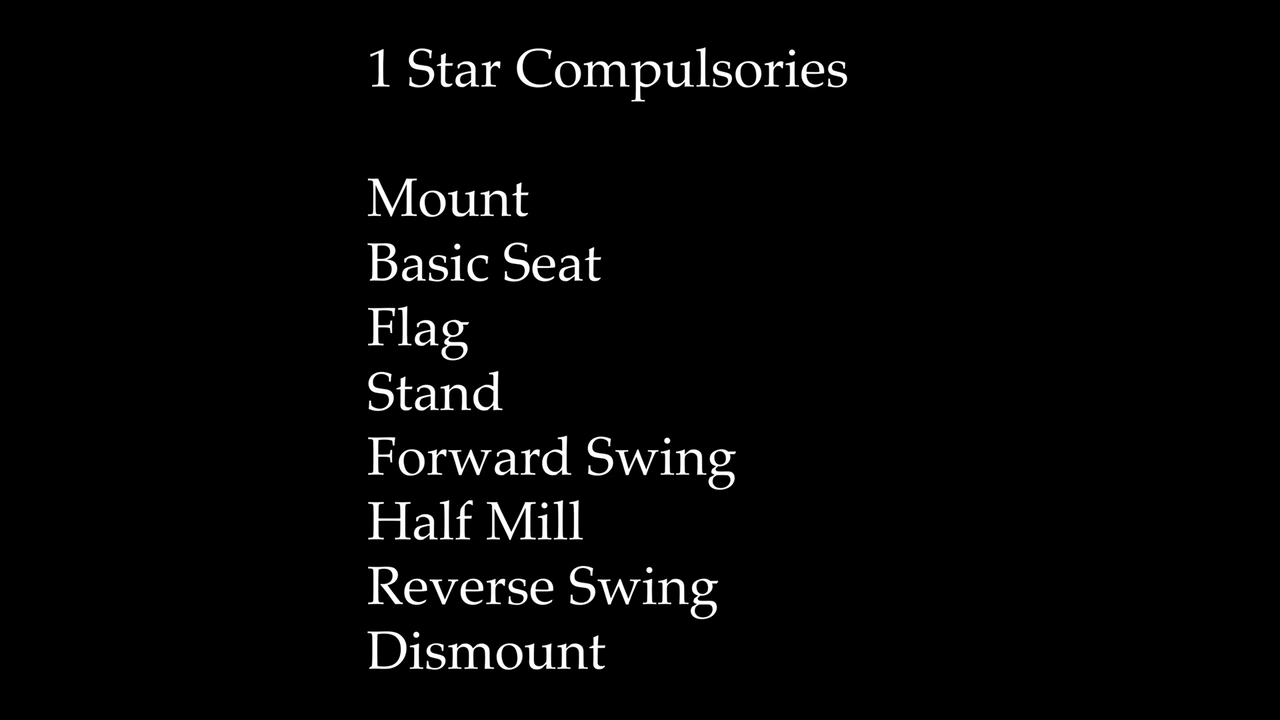 1 Star Compulsories
Mount
Basic Seat
Flag
Stand
Forward Swing
Half Mill
Reverse Swing
Dismount